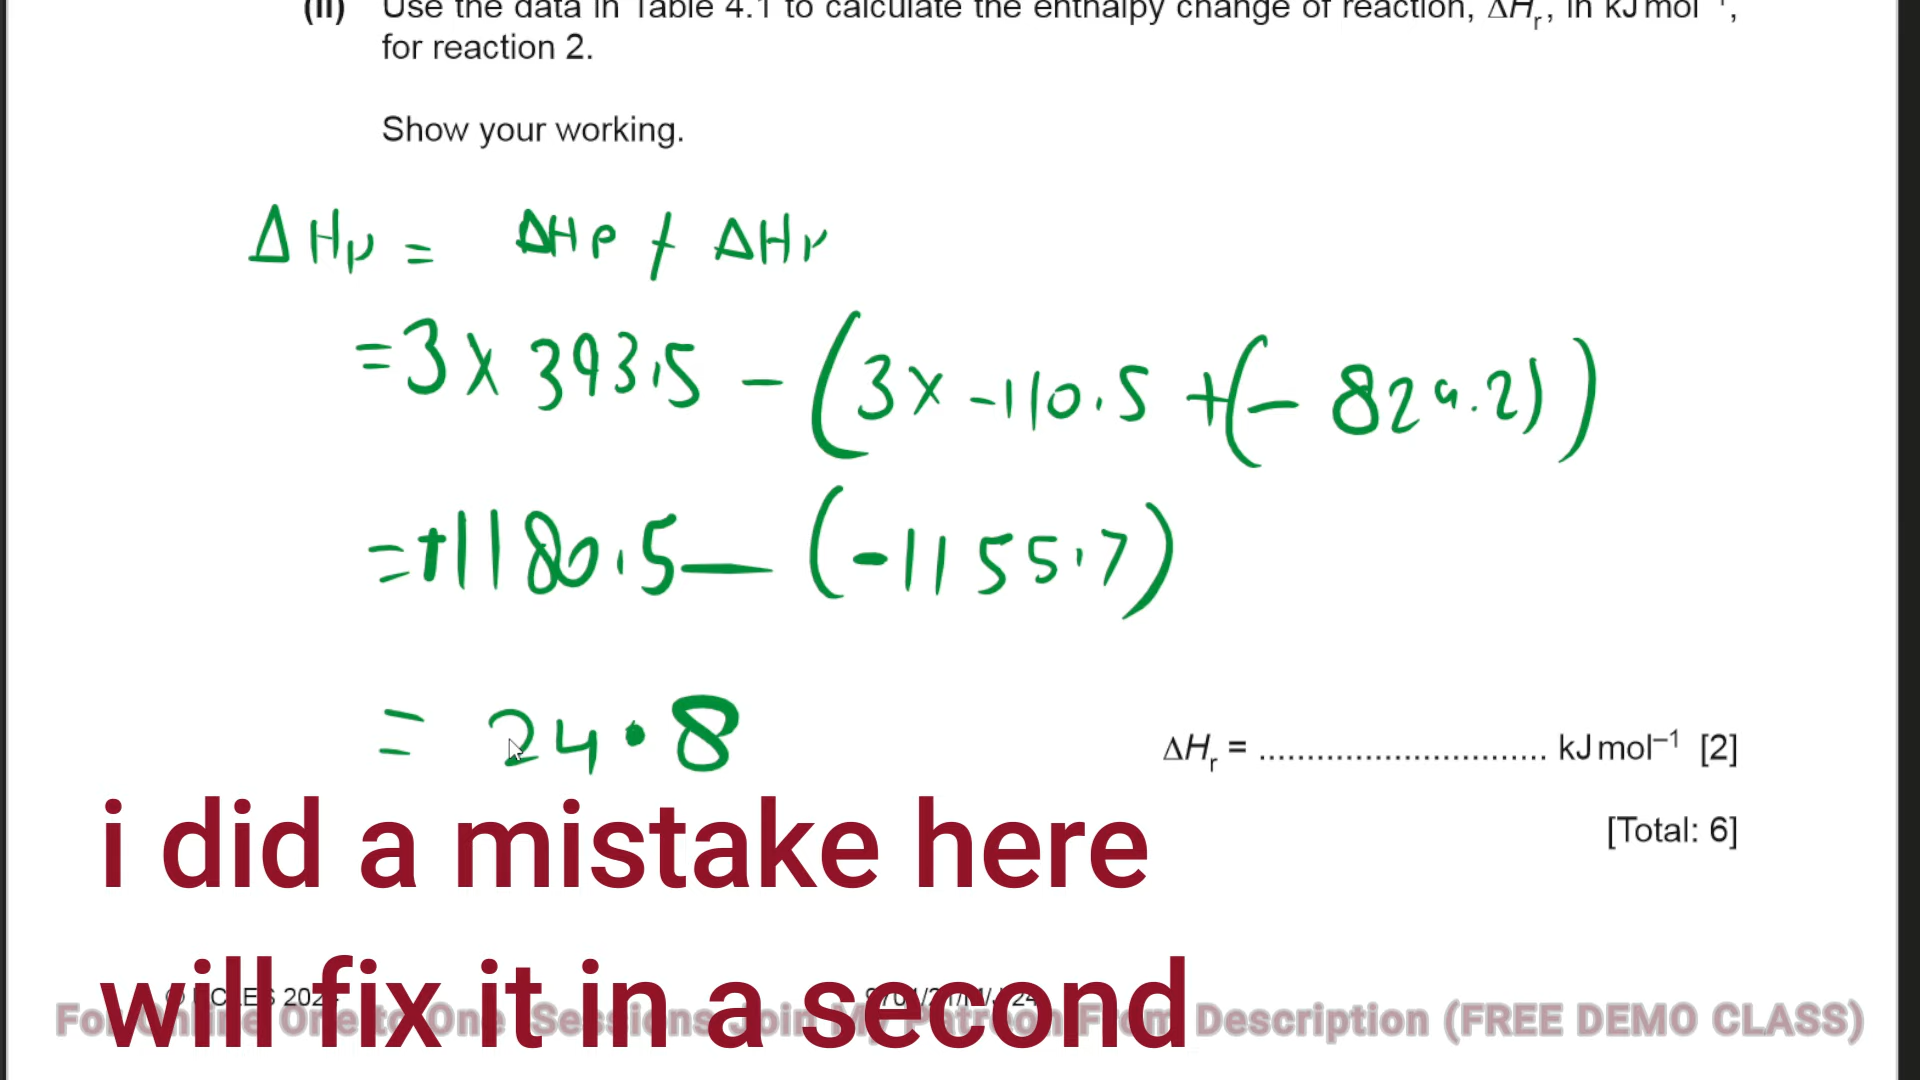 (ii) Use the data in Table 4.1 to calculate the enthalpy change of reaction, ΔHr, in kJ mol⁻¹,
for reaction 2.
Show your working.
ΔHr = ΔHP + ΔHr
= 3 x 393.5 - (3 x -110.5 + (- 824.2))
= +1180.5 - (-1155.7)
= 24.8
ΔHr = ............................. kJ mol⁻¹ [2]
[Total: 6]
i did a mistake here
will fix it in a second
For Online One to One Sessions Join My Patreon From Description (FREE DEMO CLASS)